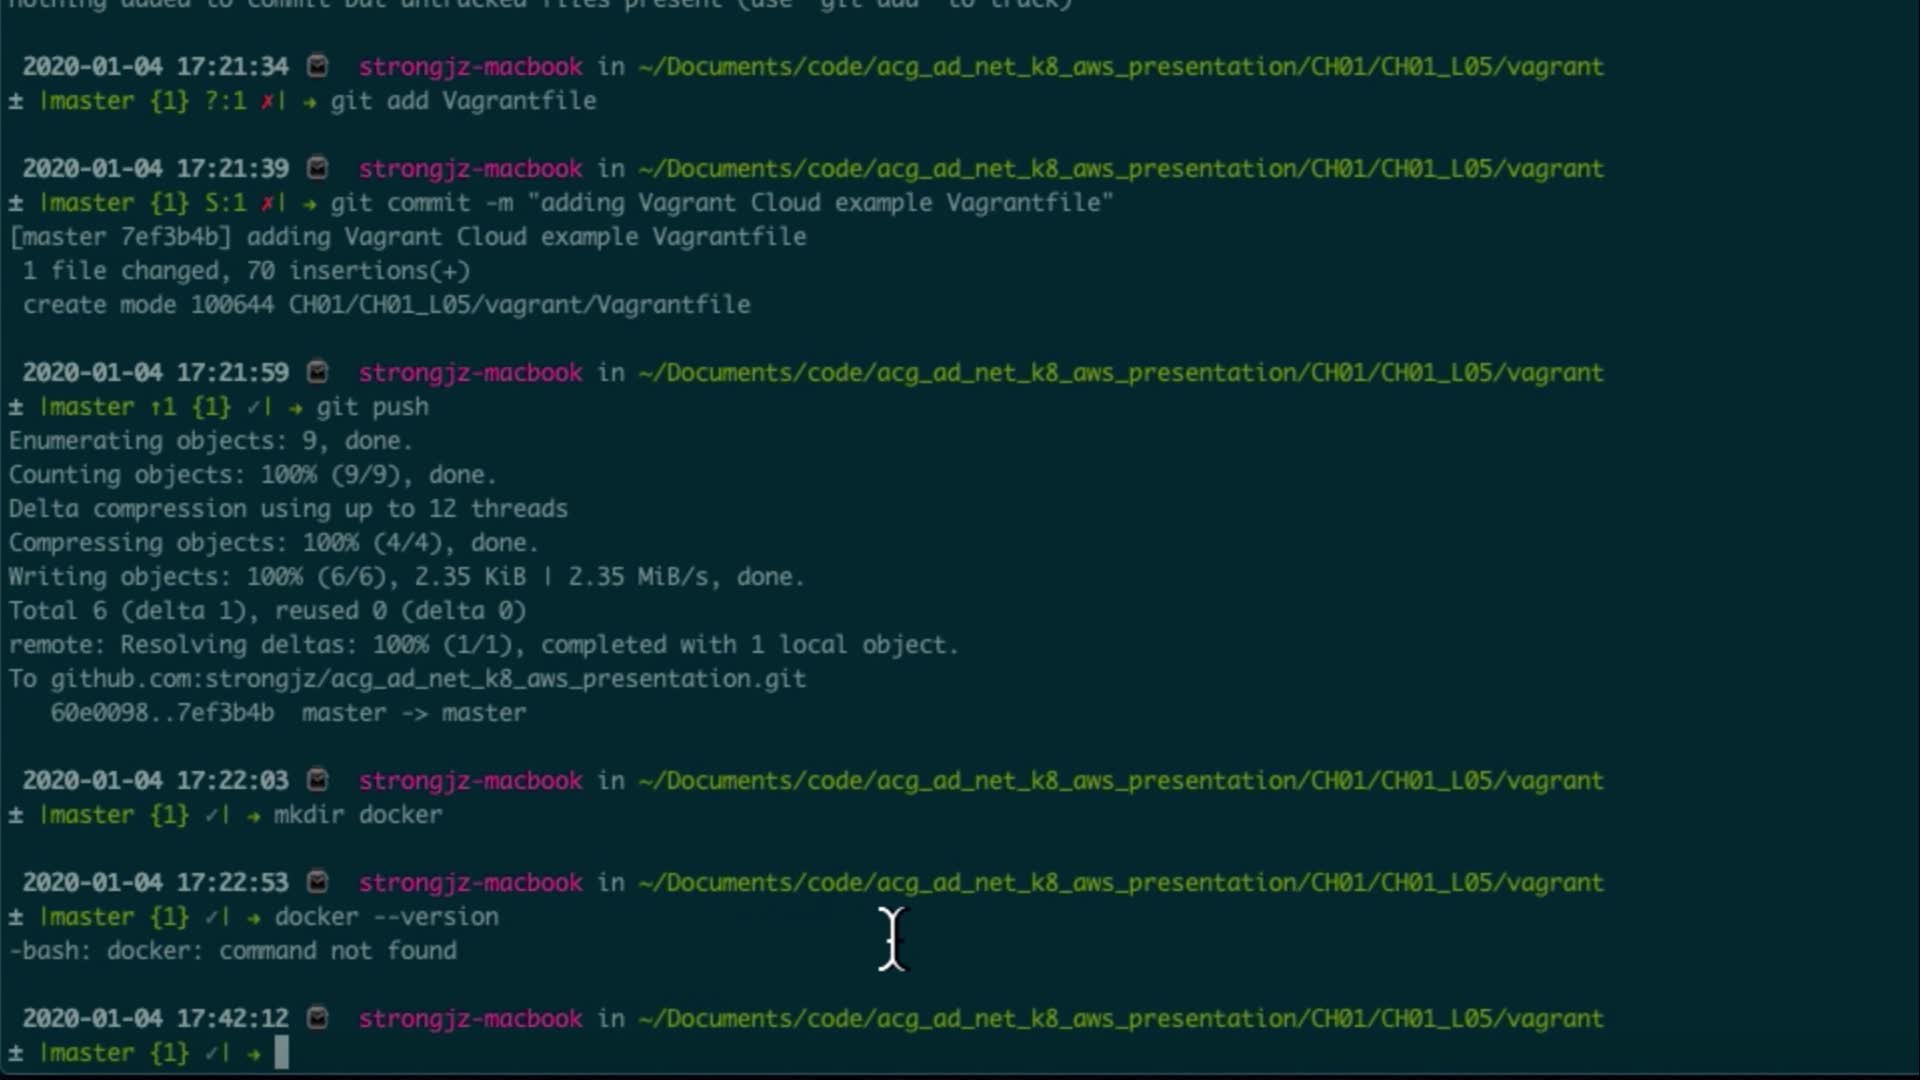 nothing added to commit but untracked files present (use "git add" to track)
2020-01-04 17:21:34 strongjz-macbook in ~/Documents/code/acg_ad_net_k8_aws_presentation/CH01/CH01_L05/vagrant
± |master {1} ?:1 ✗| → git add Vagrantfile
2020-01-04 17:21:39 strongjz-macbook in ~/Documents/code/acg_ad_net_k8_aws_presentation/CH01/CH01_L05/vagrant
± |master {1} S:1 ✗| → git commit -m "adding Vagrant Cloud example Vagrantfile"
[master 7ef3b4b] adding Vagrant Cloud example Vagrantfile
1 file changed, 70 insertions(+)
create mode 100644 CH01/CH01_L05/vagrant/Vagrantfile
2020-01-04 17:21:59 strongjz-macbook in ~/Documents/code/acg_ad_net_k8_aws_presentation/CH01/CH01_L05/vagrant
± |master ↑1 {1} ✓| → git push
Enumerating objects: 9, done.
Counting objects: 100% (9/9), done.
Delta compression using up to 12 threads
Compressing objects: 100% (4/4), done.
Writing objects: 100% (6/6), 2.35 KiB | 2.35 MiB/s, done.
Total 6 (delta 1), reused 0 (delta 0)
remote: Resolving deltas: 100% (1/1), completed with 1 local object.
To github.com:strongjz/acg_ad_net_k8_aws_presentation.git
60e0098..7ef3b4b master -> master
2020-01-04 17:22:03 strongjz-macbook in ~/Documents/code/acg_ad_net_k8_aws_presentation/CH01/CH01_L05/vagrant
± |master {1} ✓| → mkdir docker
2020-01-04 17:22:53 strongjz-macbook in ~/Documents/code/acg_ad_net_k8_aws_presentation/CH01/CH01_L05/vagrant
± |master {1} ✓| → docker --version
-bash: docker: command not found
2020-01-04 17:42:12 strongjz-macbook in ~/Documents/code/acg_ad_net_k8_aws_presentation/CH01/CH01_L05/vagrant
± |master {1} ✓| →